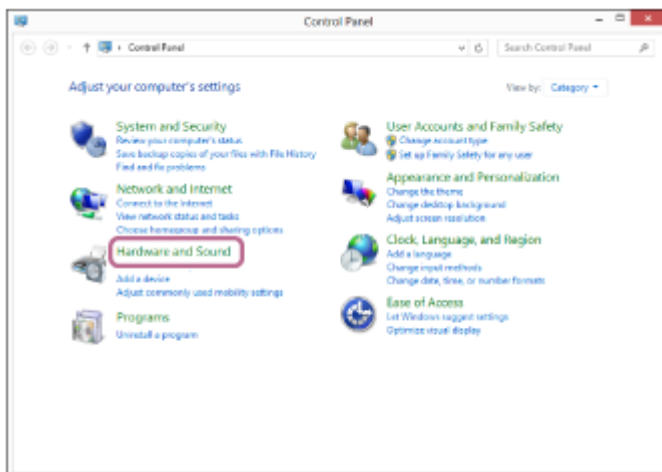 Control Panel
Control Panel
Search Control Panel
Adjust your computer's settings
View by: Category
System and Security
Review your computer's status
Save backup copies of your files with File History
Find and fix problems
Network and Internet
Connect to the Internet
View network status and tasks
Choose homegroup and sharing options
Hardware and Sound
Add a device
Adjust commonly used mobility settings
Programs
Uninstall a program
User Accounts and Family Safety
Change account type
Set up Family Safety for any user
Appearance and Personalization
Change the theme
Change desktop background
Adjust screen resolution
Clock, Language, and Region
Add a language
Change input methods
Change date, time, or number formats
Ease of Access
Let Windows suggest settings
Optimize visual display